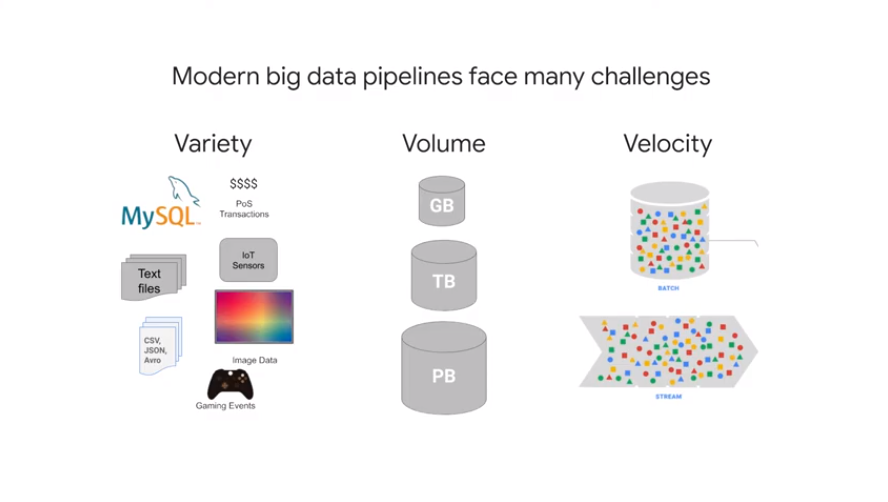 Modern big data pipelines face many challenges
Variety
Volume
Velocity
MySQL™
$$$$
PoS
Transactions
Text
files
IoT
Sensors
CSV,
JSON,
Avro
Image Data
Gaming Events
GB
TB
PB
BATCH
STREAM